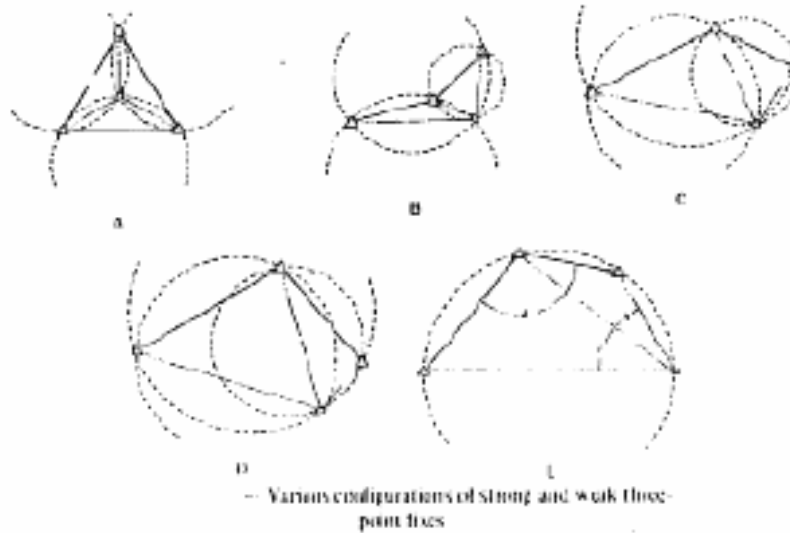 A
B
C
D
E
— Various configurations of strong and weak three-
point fixes